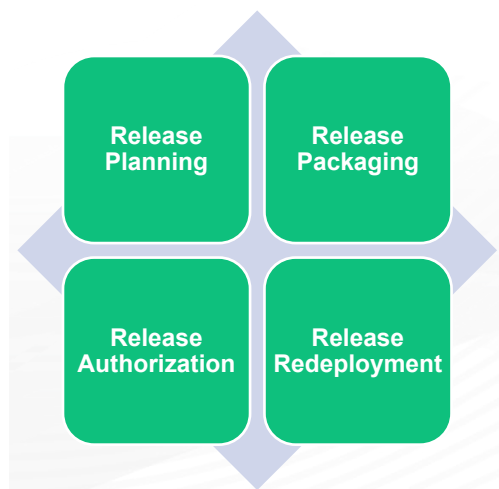 Release
Planning
Release
Packaging
Release
Authorization
Release
Redeployment